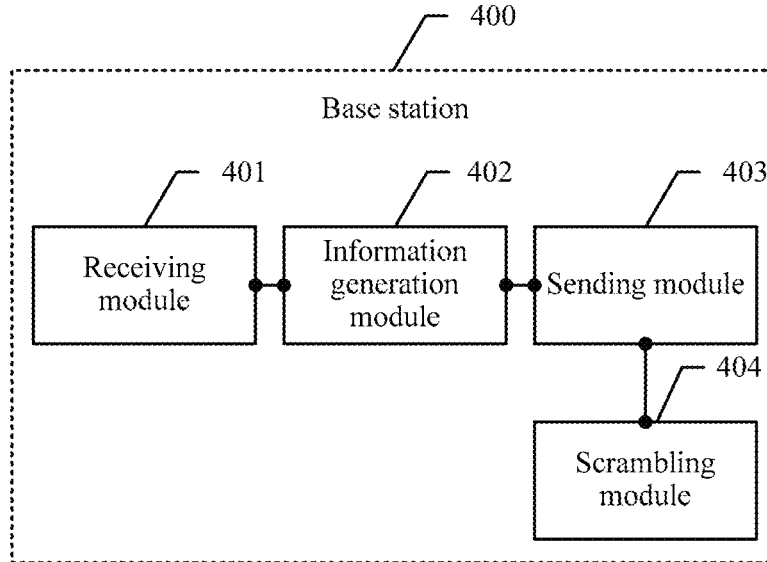 400
Base station
401
402
403
Receiving
module
Information
generation
module
Sending module
404
Scrambling
module